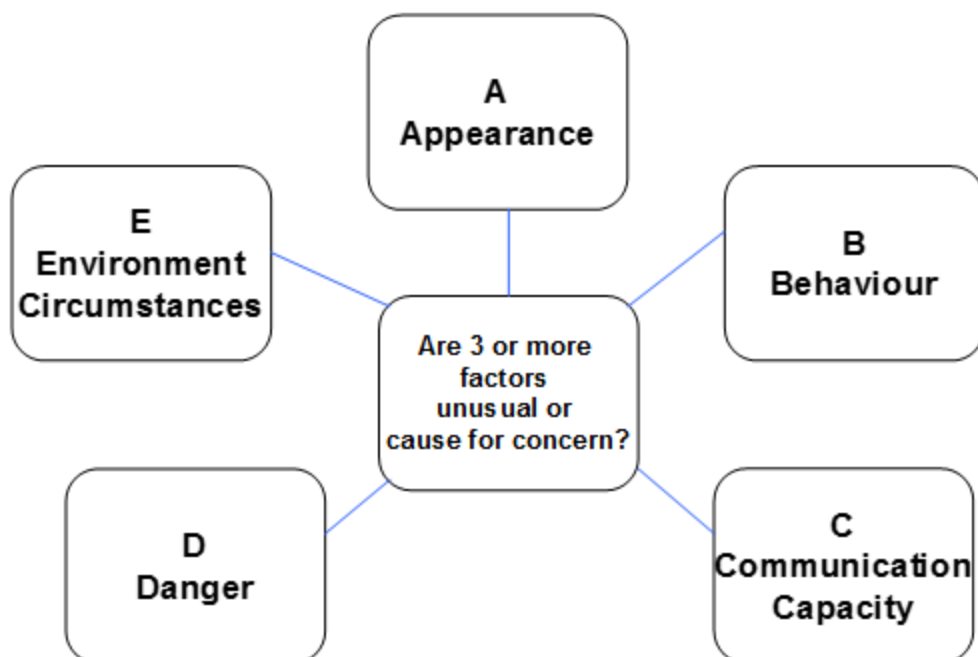 A
Appearance
B
Behaviour
C
Communication
Capacity
D
Danger
E
Environment
Circumstances
Are 3 or more
factors
unusual or
cause for concern?